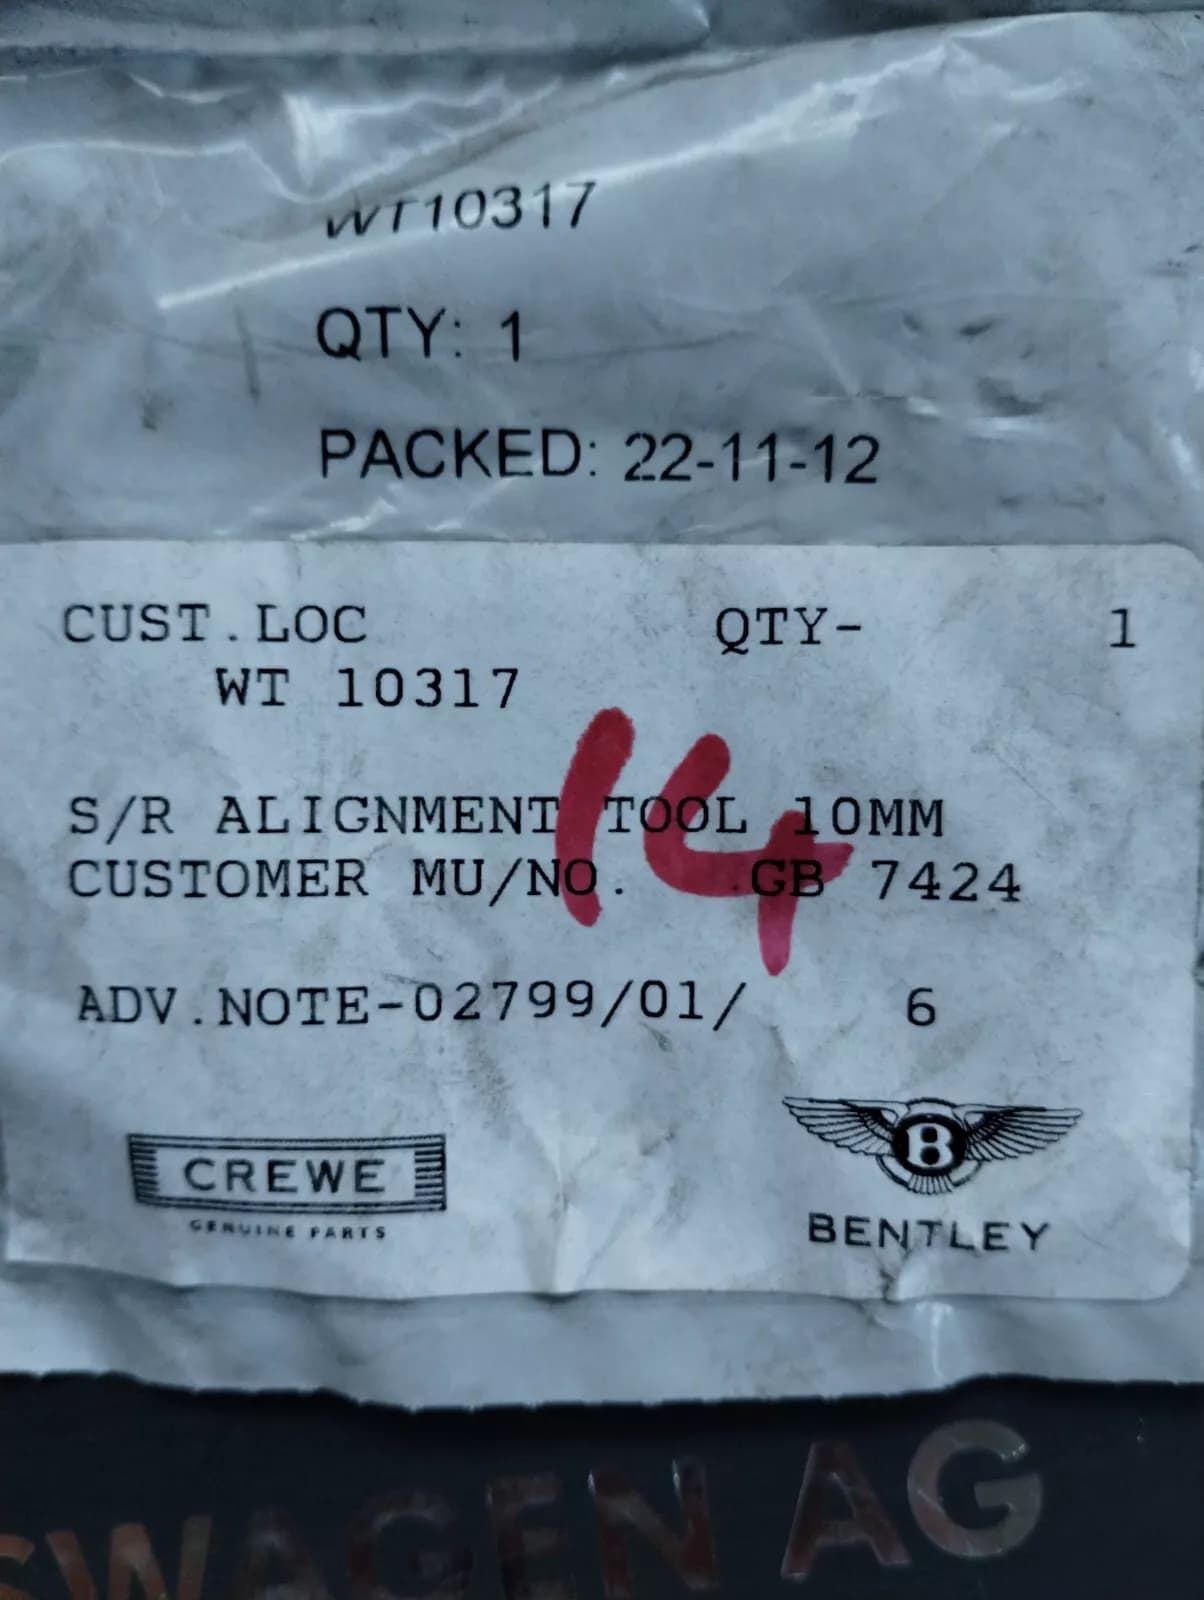 WT10317
QTY: 1
PACKED: 22-11-12
CUST.LOC QTY- 1
WT 10317
14
S/R ALIGNMENT TOOL 10MM
CUSTOMER MU/NO. GB 7424
ADV.NOTE-02799/01/ 6
CREWE
GENUINE PARTS
B
BENTLEY
SWAGEN AG